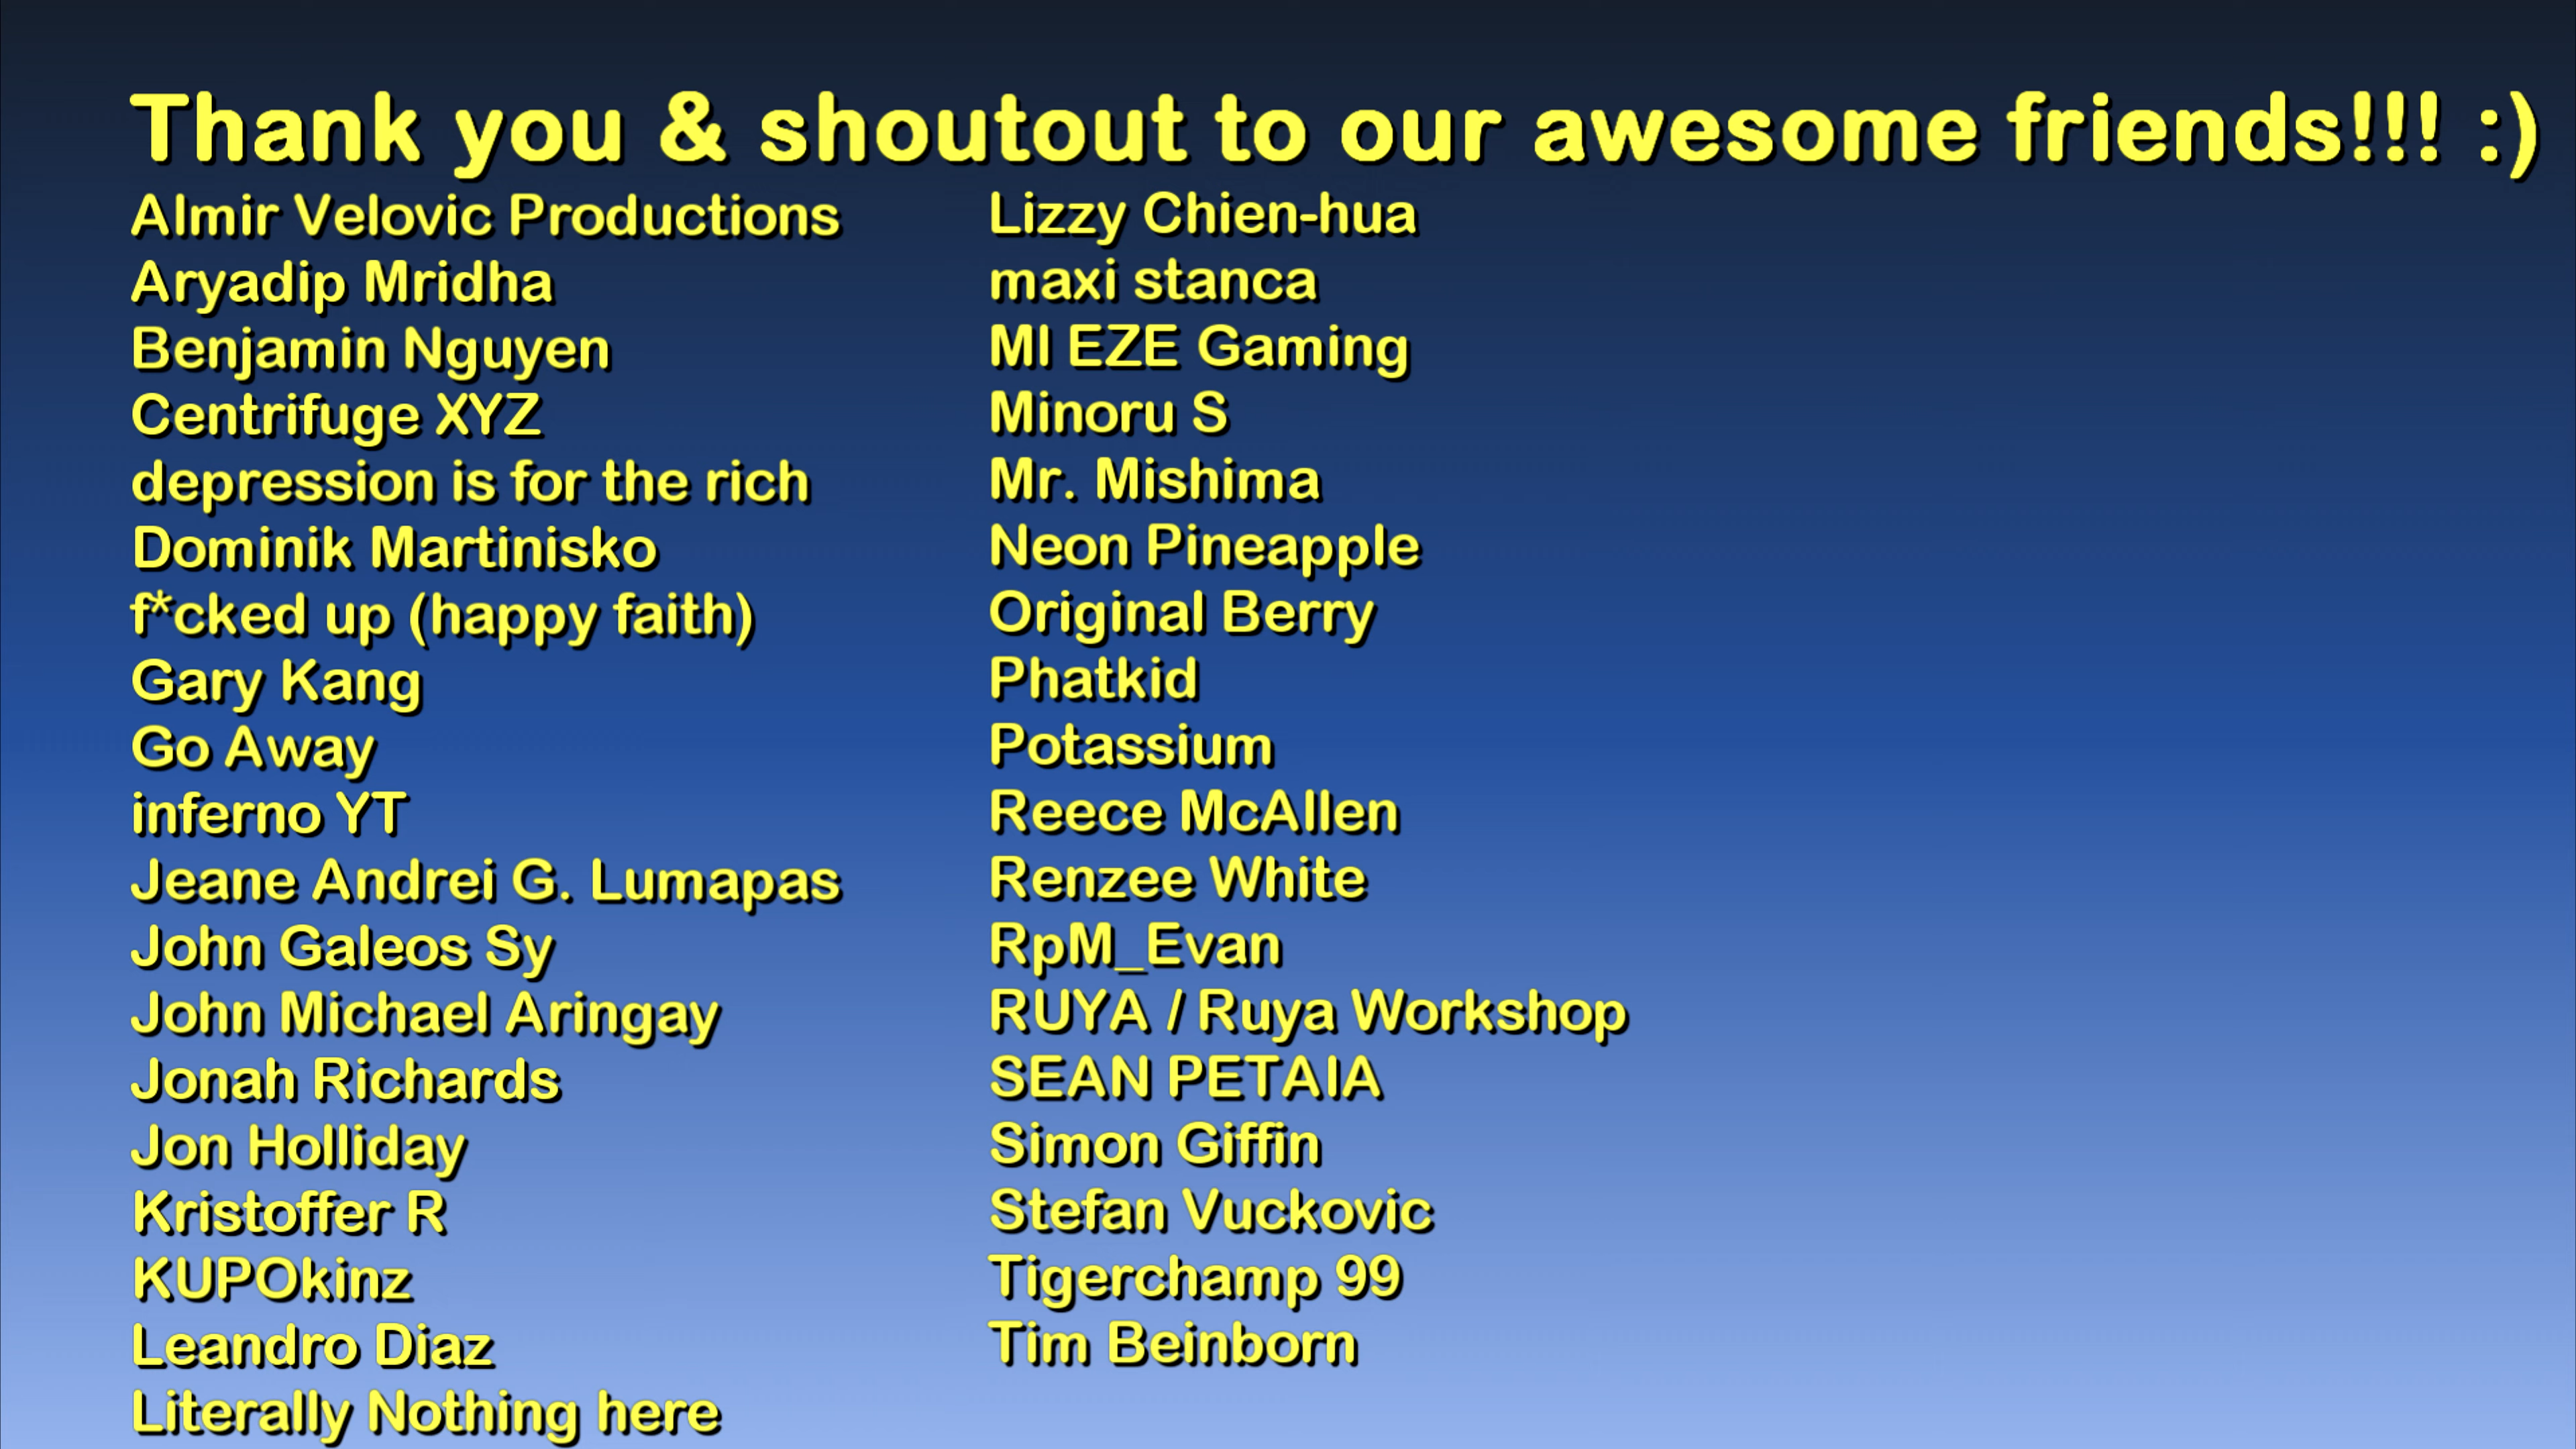 Thank you & shoutout to our awesome friends!!! :)
Almir Velovic Productions
Aryadip Mridha
Benjamin Nguyen
Centrifuge XYZ
depression is for the rich
Dominik Martinisko
f*cked up (happy faith)
Gary Kang
Go Away
inferno YT
Jeane Andrei G. Lumapas
John Galeos Sy
John Michael Aringay
Jonah Richards
Jon Holliday
Kristoffer R
KUPOkinz
Leandro Diaz
Literally Nothing here
Lizzy Chien-hua
maxi stanca
MI EZE Gaming
Minoru S
Mr. Mishima
Neon Pineapple
Original Berry
Phatkid
Potassium
Reece McAllen
Renzee White
RpM_Evan
RUYA / Ruya Workshop
SEAN PETAIA
Simon Giffin
Stefan Vuckovic
Tigerchamp 99
Tim Beinborn